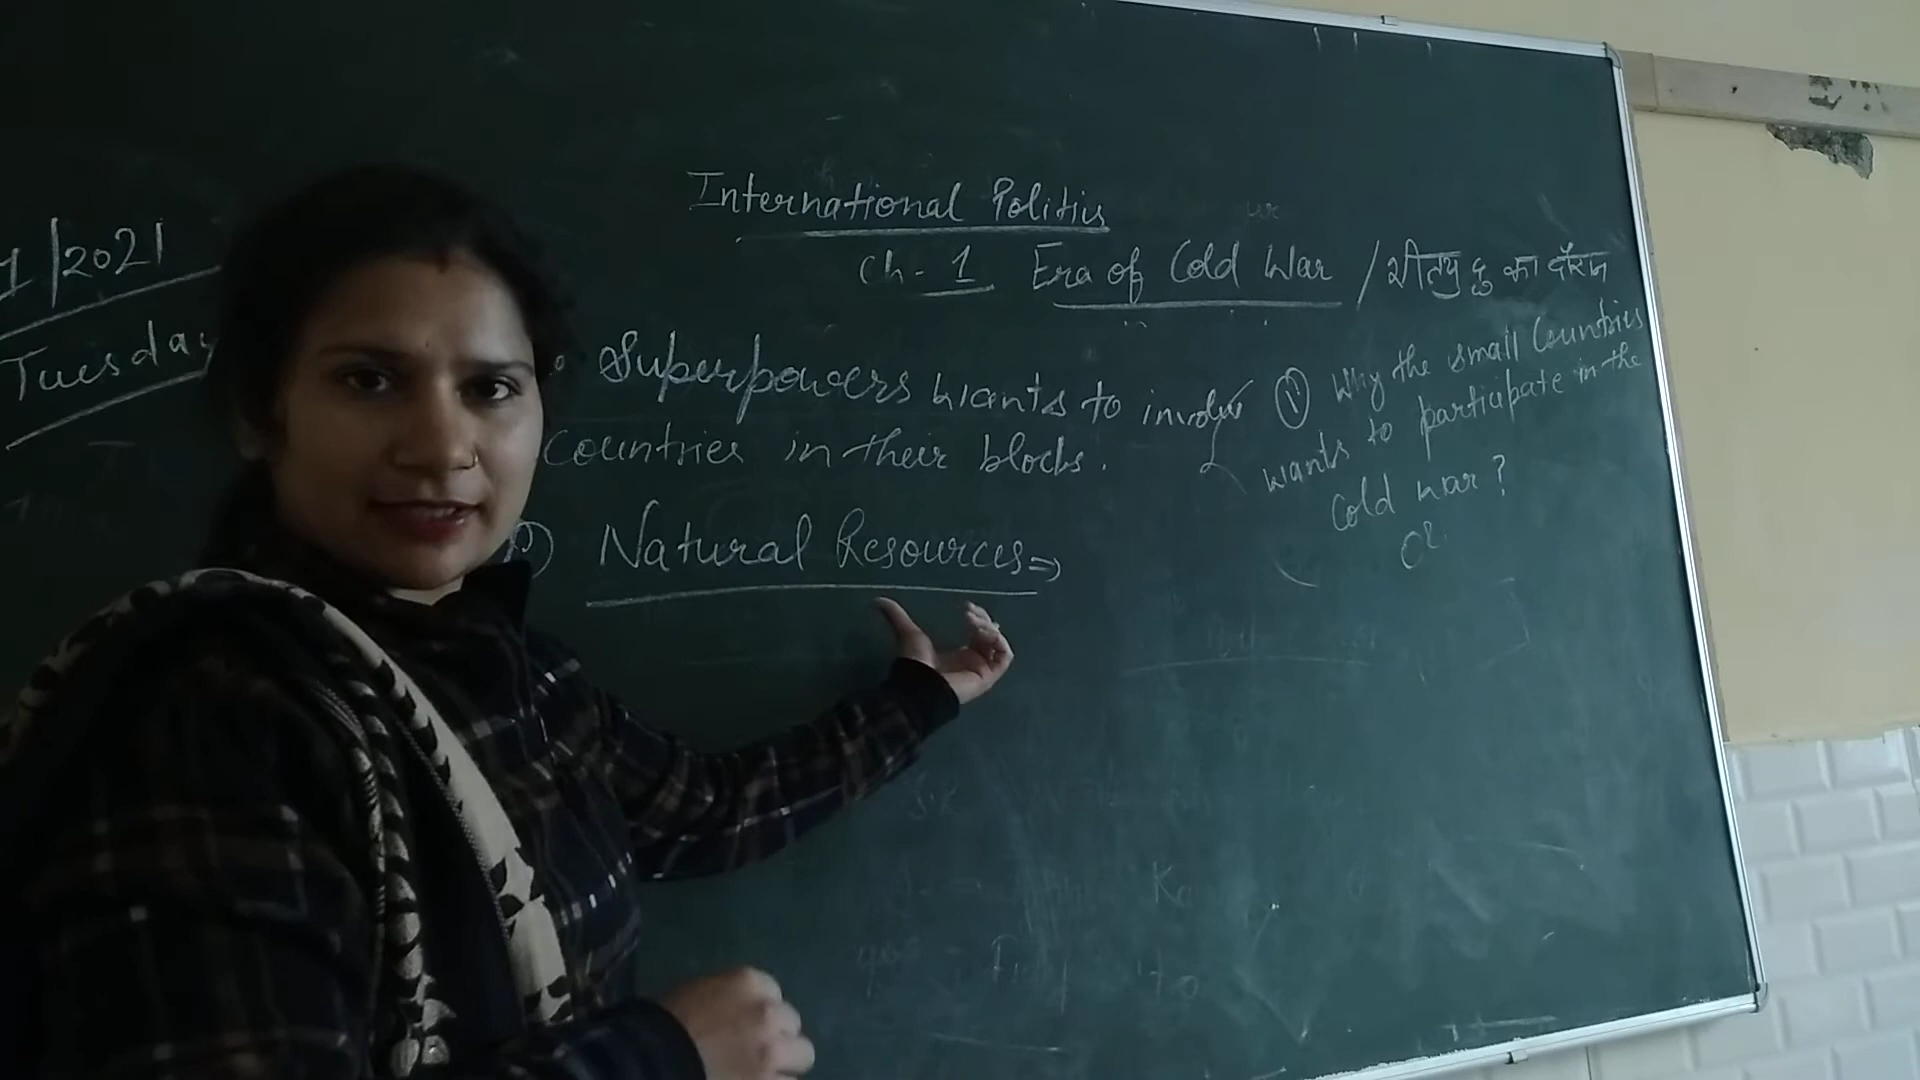 1/2021
Tuesday
International Politics
Ch-1 Era of Cold War / शीतयुद्ध का दौर
Superpowers wants to involve
Countries in their blocks.
Natural Resources ⇒
① Why the small Countries
wants to participate in the
Cold war?
Or